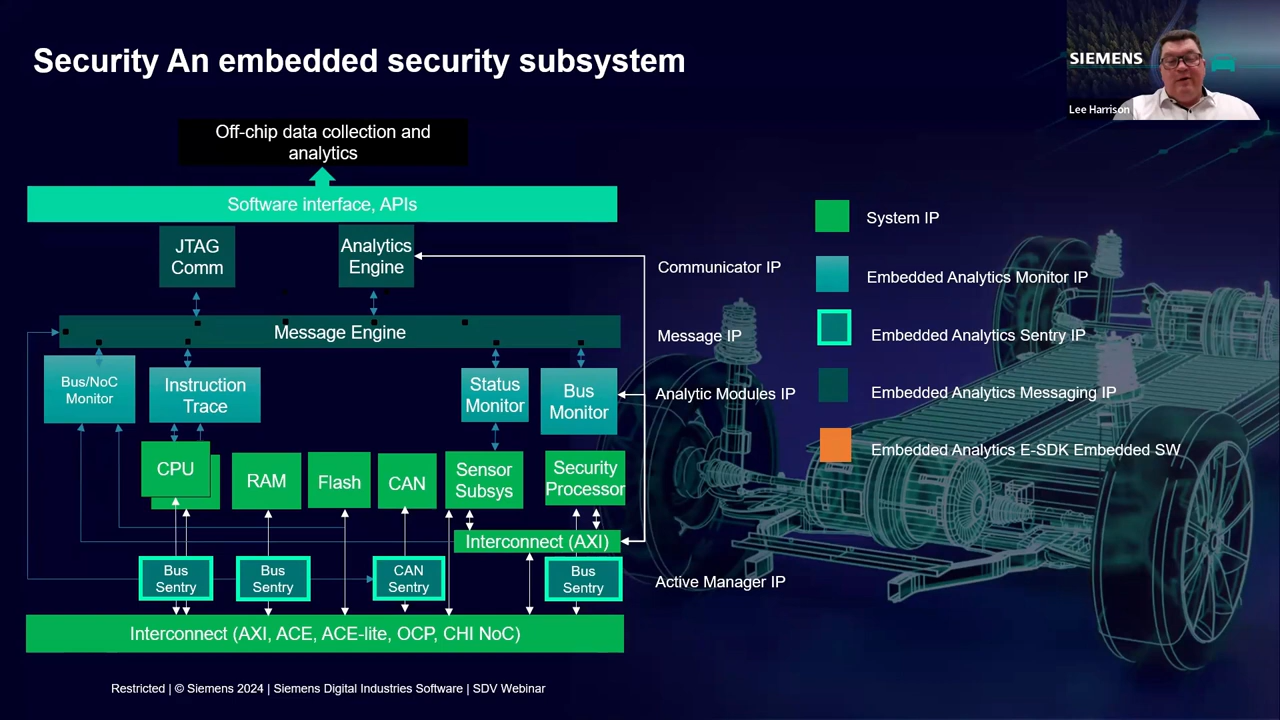 Security An embedded security subsystem
SIEMENS
Lee Harrison
Off-chip data collection and
analytics
Software interface, APIs
JTAG
Comm
Analytics
Engine
Message Engine
Bus/NoC
Monitor
Instruction
Trace
Status
Monitor
Bus
Monitor
CPU
RAM
Flash
CAN
Sensor
Subsys
Security
Processor
Interconnect (AXI)
Bus
Sentry
Bus
Sentry
CAN
Sentry
Bus
Sentry
Interconnect (AXI, ACE, ACE-lite, OCP, CHI NoC)
Communicator IP
Message IP
Analytic Modules IP
Active Manager IP
System IP
Embedded Analytics Monitor IP
Embedded Analytics Sentry IP
Embedded Analytics Messaging IP
Embedded Analytics E-SDK Embedded SW
Restricted | © Siemens 2024 | Siemens Digital Industries Software | SDV Webinar